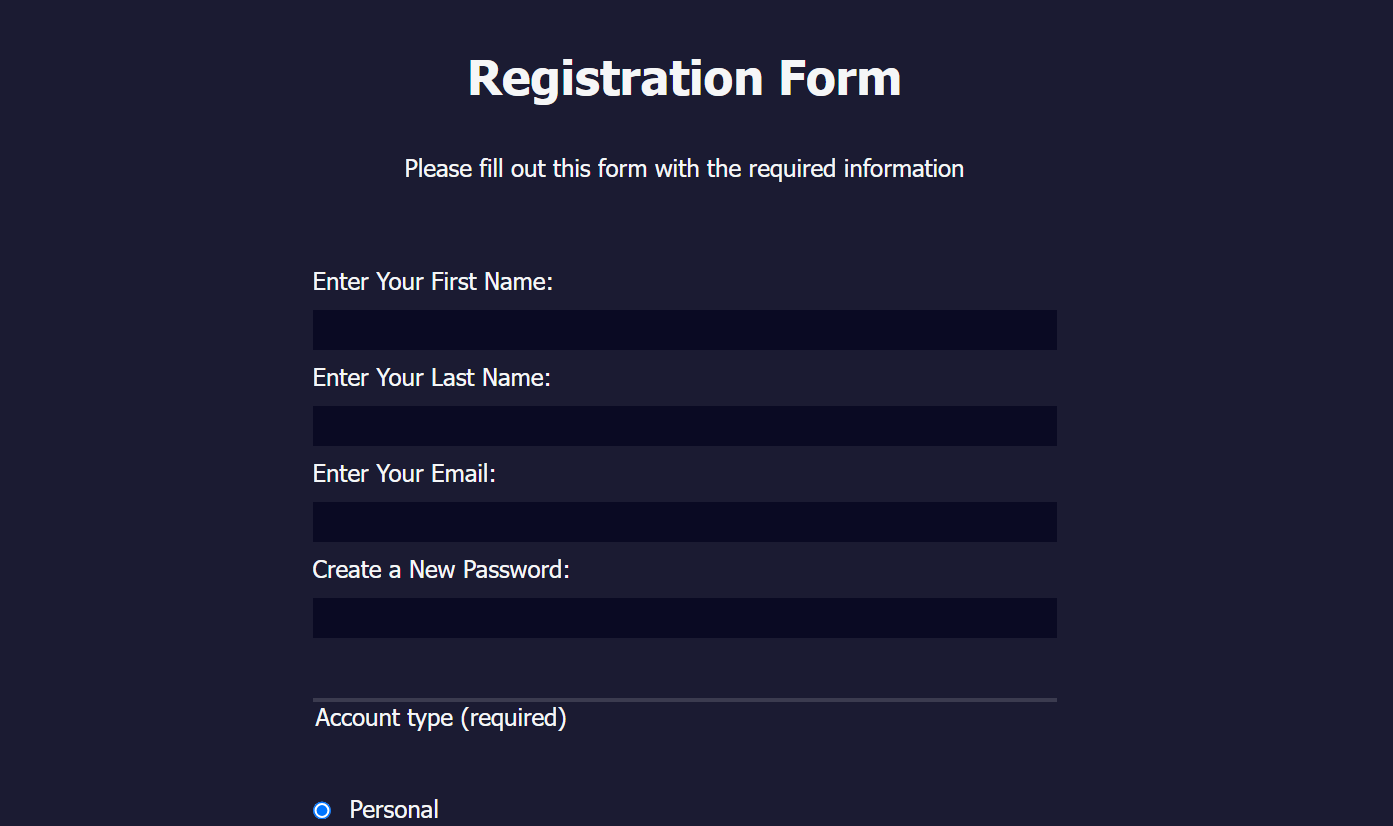 Registration Form
Please fill out this form with the required information
Enter Your First Name:
Enter Your Last Name:
Enter Your Email:
Create a New Password:
Account type (required)
Personal